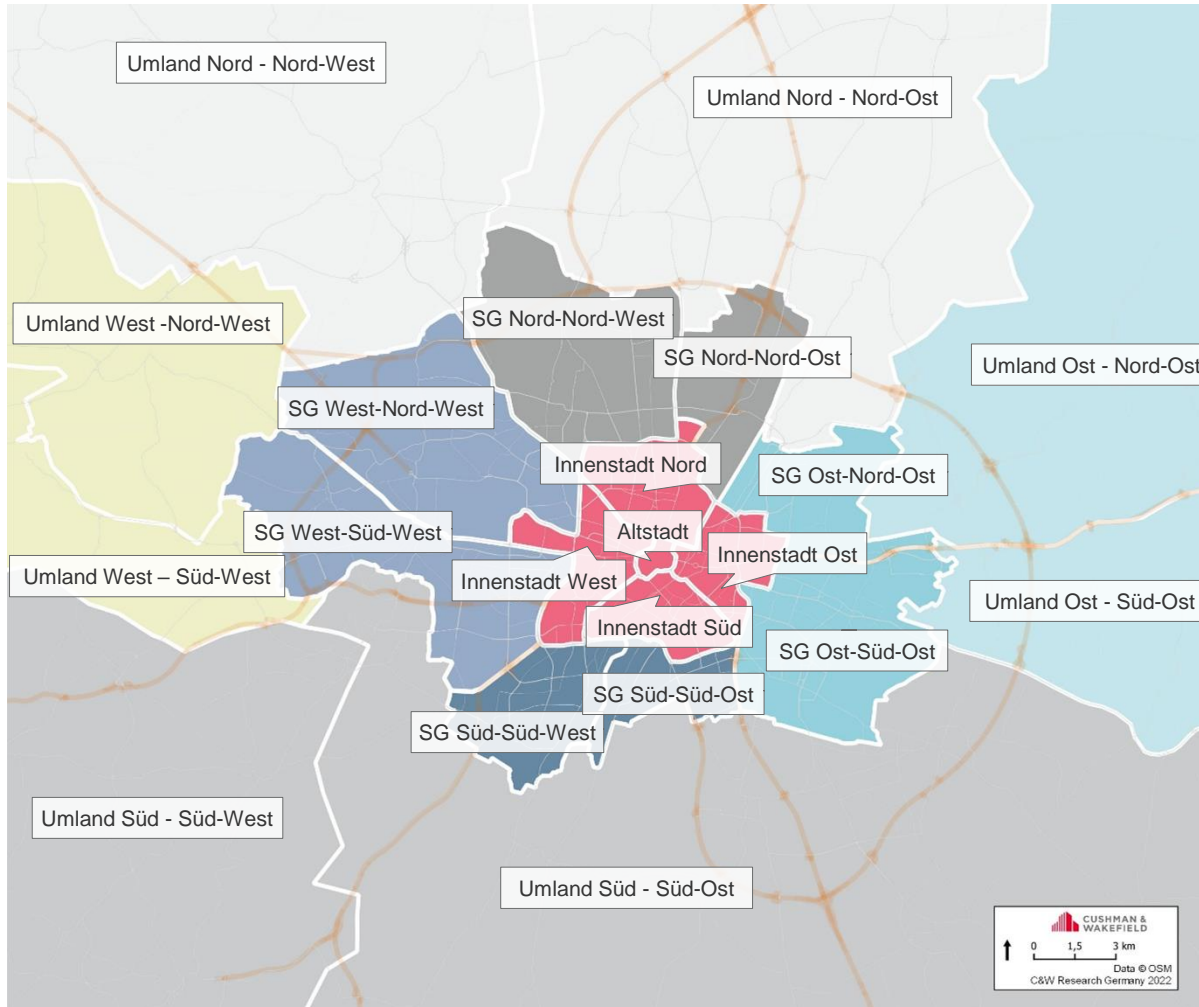 Umland Nord - Nord-West
Umland Nord - Nord-Ost
Umland West -Nord-West
SG Nord-Nord-West
SG Nord-Nord-Ost
Umland Ost - Nord-Ost
SG West-Nord-West
Innenstadt Nord
SG Ost-Nord-Ost
SG West-Süd-West
Altstadt
Innenstadt Ost
Umland West – Süd-West
Innenstadt West
Umland Ost - Süd-Ost
Innenstadt Süd
SG Ost-Süd-Ost
SG Süd-Süd-Ost
SG Süd-Süd-West
Umland Süd - Süd-West
Umland Süd - Süd-Ost
CUSHMAN &
WAKEFIELD
0 1,5 3 km
Data © OSM
C&W Research Germany 2022